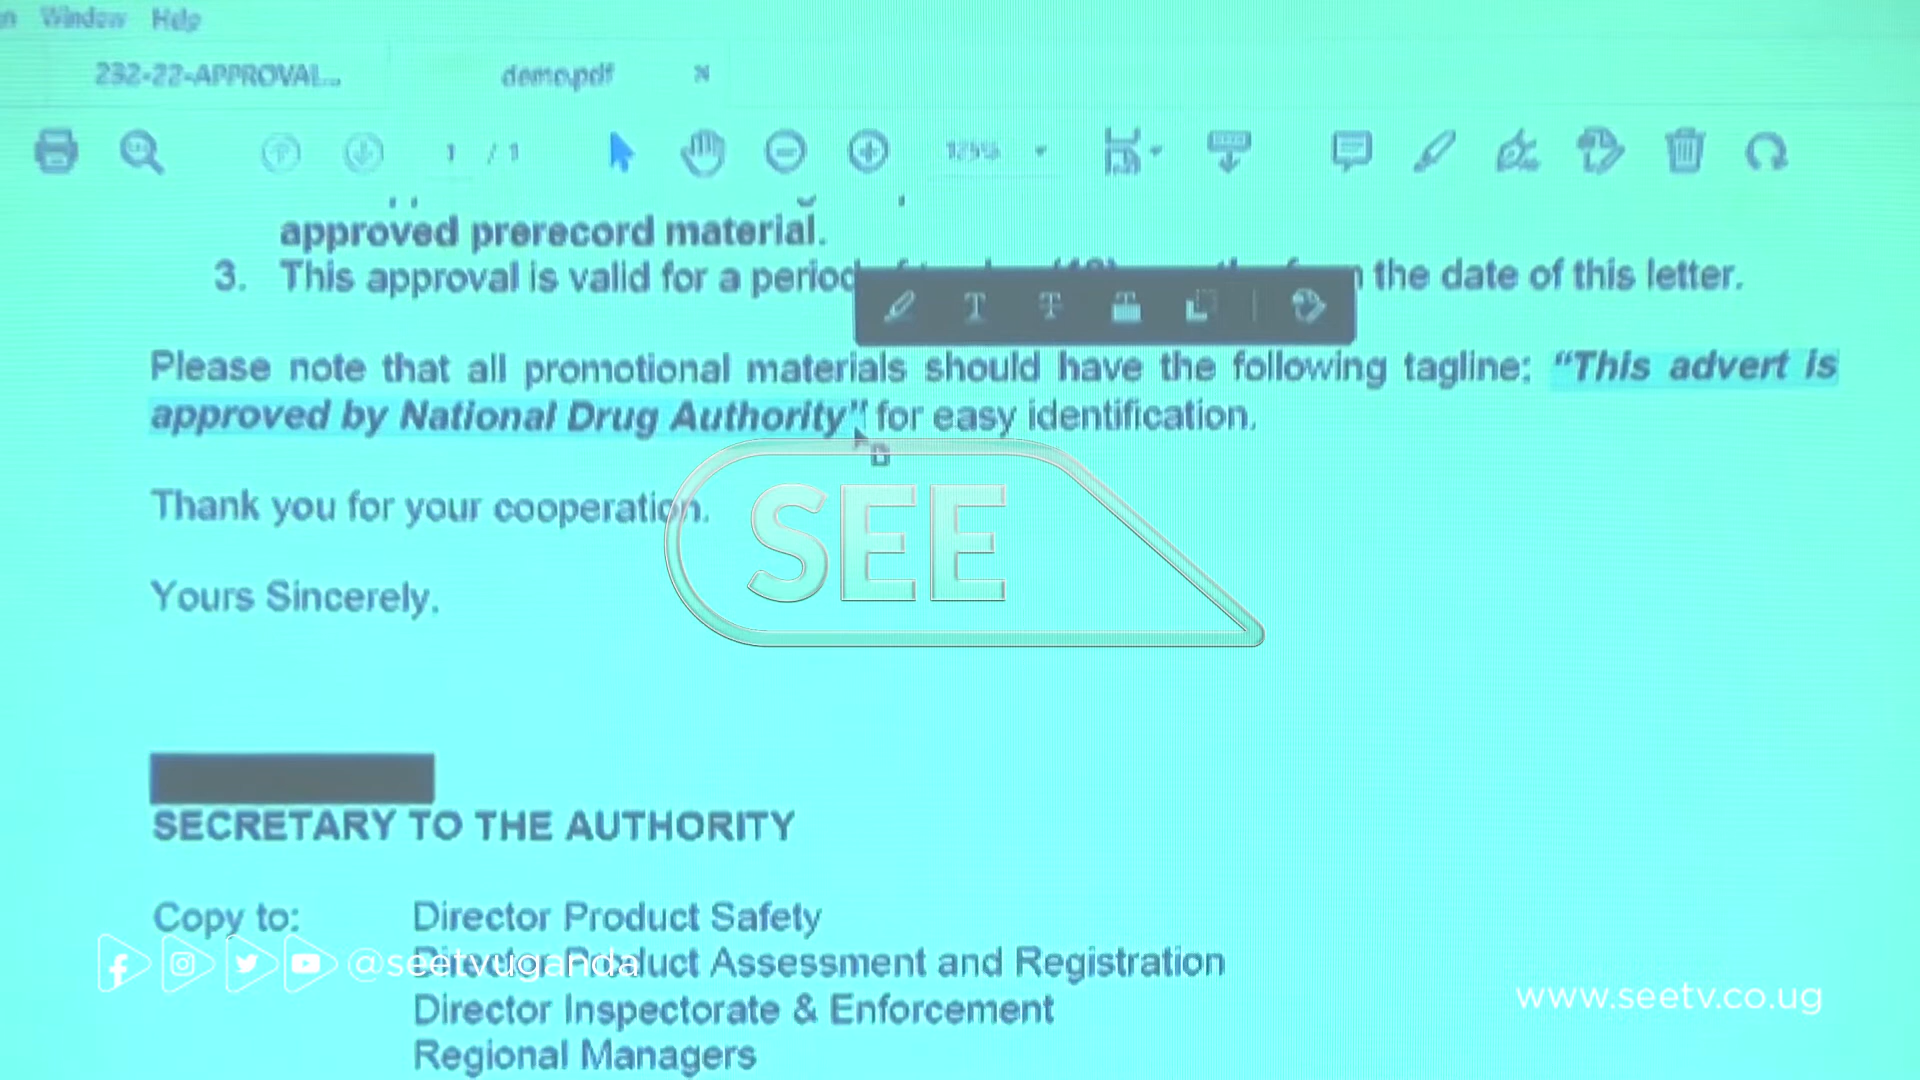 Window Help
232-22-APPROVAL...
demo.pdf
1 / 1
125%
approved prerecord material.
3. This approval is valid for a period the date of this letter.
Please note that all promotional materials should have the following tagline: “This advert is
approved by National Drug Authority" for easy identification.
Thank you for your cooperation.
SEE
Yours Sincerely.
SECRETARY TO THE AUTHORITY
Copy to: Director Product Safety
Director Product Assessment and Registration
@seetvuganda
Director Inspectorate & Enforcement
www.seetv.co.ug
Regional Managers